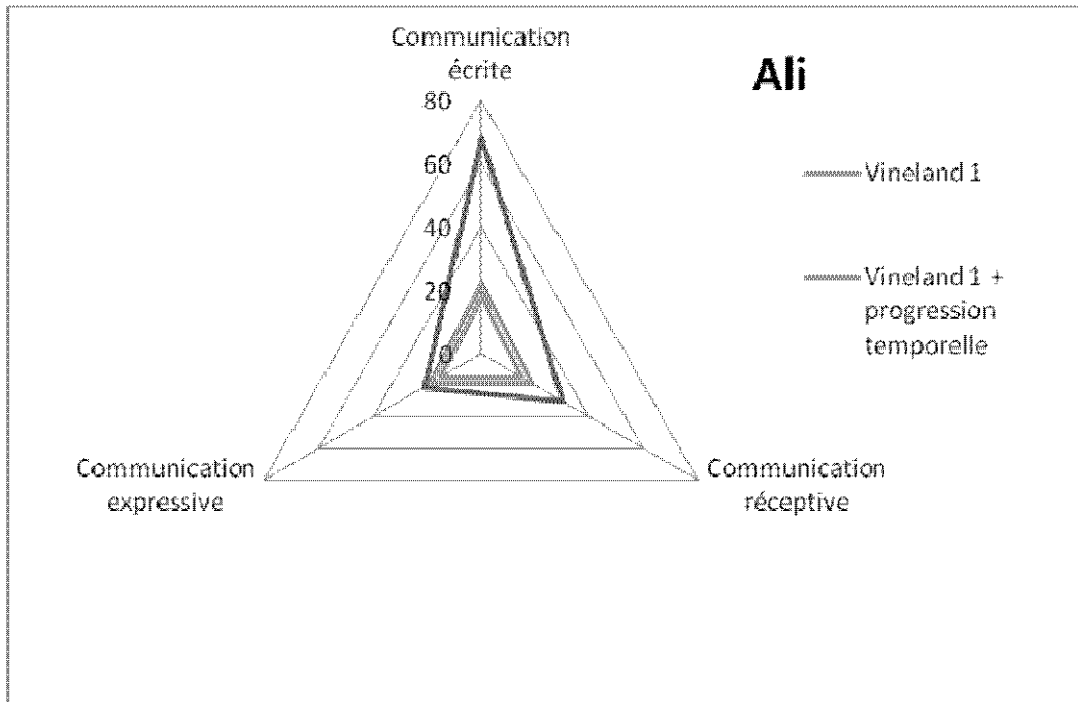 Communication
écrite
Ali
80
60
40
20
0
Vineland 1
Vineland 1 +
progression
temporelle
Communication
expressive
Communication
réceptive